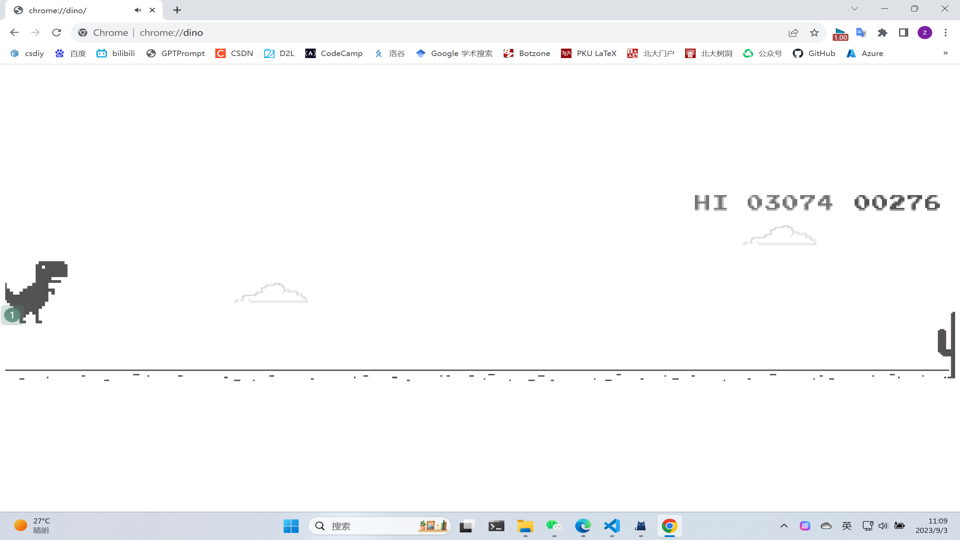 chrome://dino/
Chrome | chrome://dino
1.00
z
csdiy 百度 bilibili GPTPrompt CSDN D2L CodeCamp 洛谷 Google 学术搜索 Botzone PKU LaTeX 北大门户 北大树洞 公众号 GitHub Azure »
HI 03074 00276
1
27°C
晴朗
搜索
英
11:09
2023/9/3